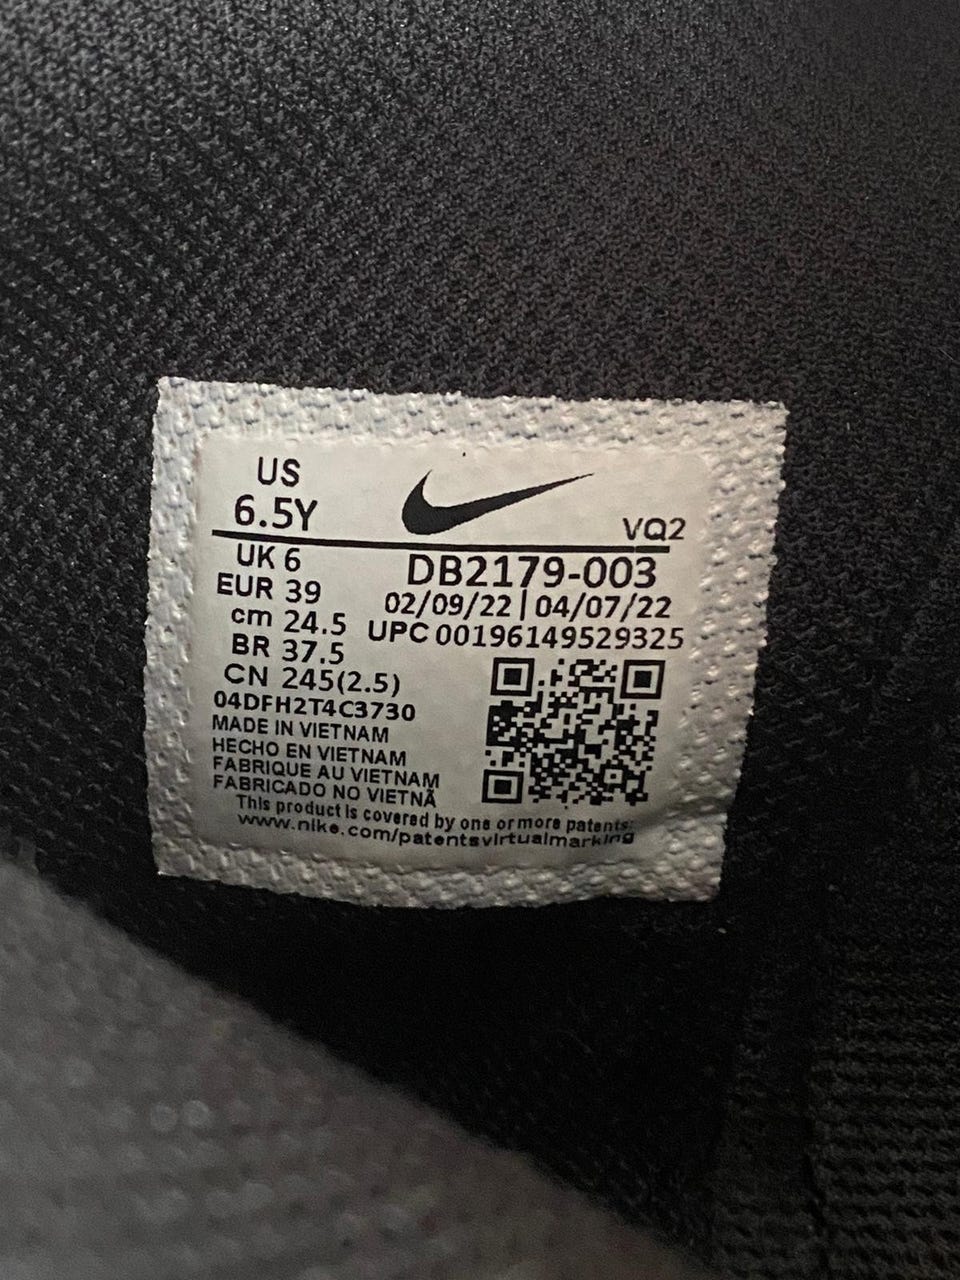 US
6.5Y
VQ2
UK 6
EUR 39
cm 24.5
BR 37.5
CN 245(2.5)
DB2179-003
02/09/22 | 04/07/22
UPC 00196149529325
04DFH2T4C3730
MADE IN VIETNAM
HECHO EN VIETNAM
FABRIQUE AU VIETNAM
FABRICADO NO VIETNÃ
This product is covered by one or more patents:
www.nike.com/patentsvirtualmarking